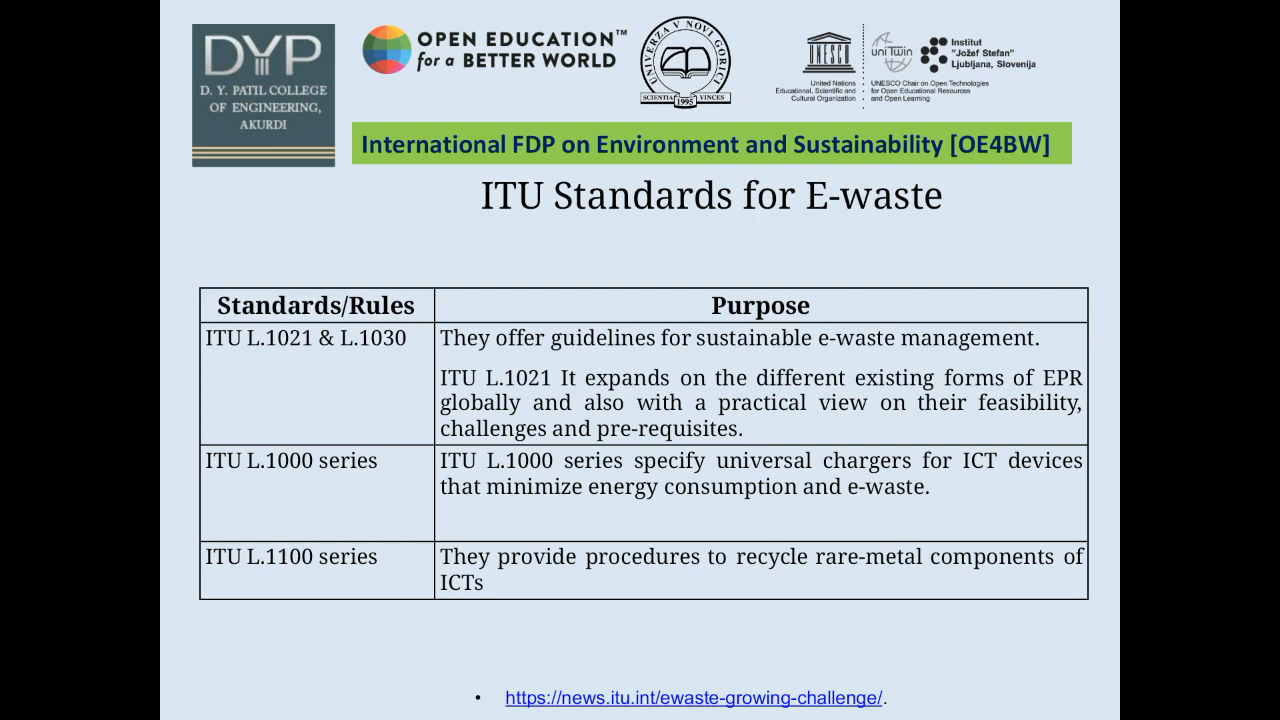 DYP
D. Y. PATIL COLLEGE
OF ENGINEERING,
AKURDI
OPEN EDUCATION™
for a BETTER WORLD
UNIVERZA V NOVI GORICI
SCIENTIA VINCES
1995
UNESCO
United Nations
Educational, Scientific and
Cultural Organization
uniTwin
Institut
"Jožef Stefan"
Ljubljana, Slovenija
UNESCO Chair on Open Technologies
for Open Educational Resources
and Open Learning
International FDP on Environment and Sustainability [OE4BW]
ITU Standards for E-waste
Standards/Rules Purpose
ITU L.1021 & L.1030 They offer guidelines for sustainable e-waste management.
ITU L.1021 It expands on the different existing forms of EPR
globally and also with a practical view on their feasibility,
challenges and pre-requisites.
ITU L.1000 series ITU L.1000 series specify universal chargers for ICT devices
that minimize energy consumption and e-waste.
ITU L.1100 series They provide procedures to recycle rare-metal components of
ICTs
• https://news.itu.int/ewaste-growing-challenge/.